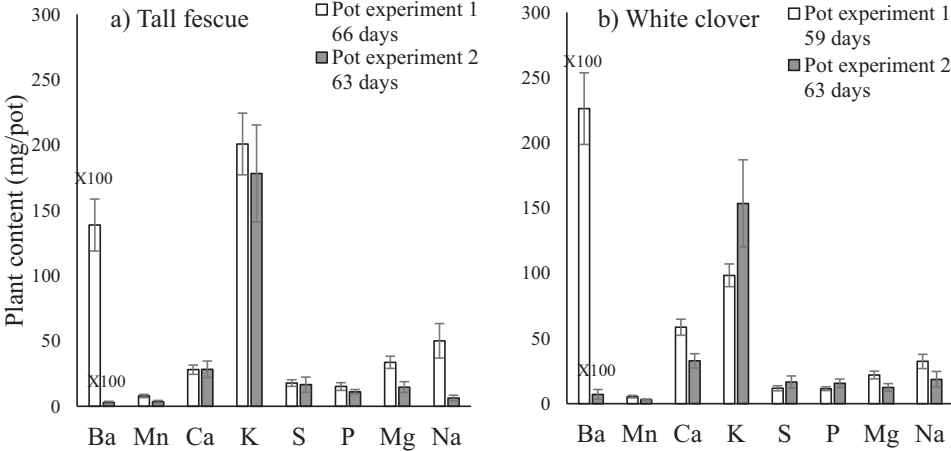 a) Tall fescue
Pot experiment 1
66 days
Pot experiment 2
63 days
Plant content (mg/pot)
300
250
200
150
100
50
0
X100
X100
Ba Mn Ca K S P Mg Na
b) White clover
Pot experiment 1
59 days
Pot experiment 2
63 days
300
250
200
150
100
50
0
X100
X100
Ba Mn Ca K S P Mg Na